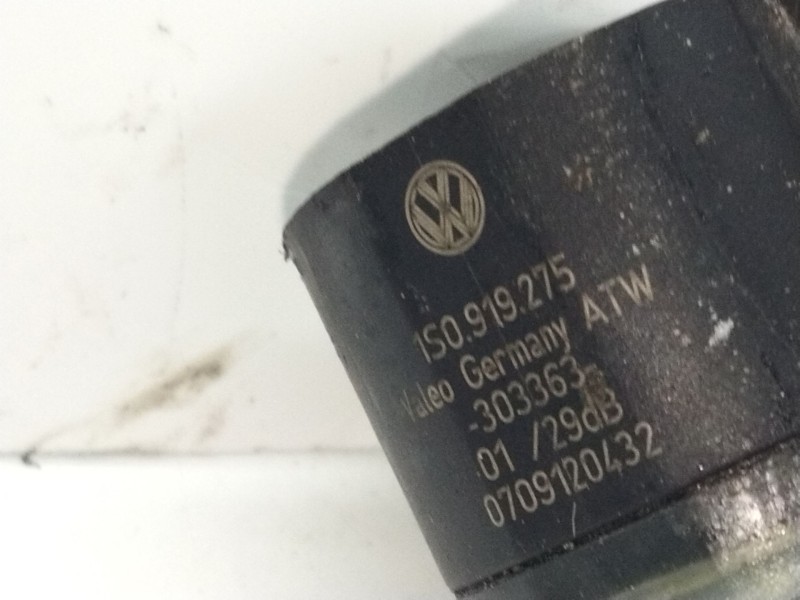 1S0.919.275
Valeo Germany ATW
-303363
01 /29dB
0709120432